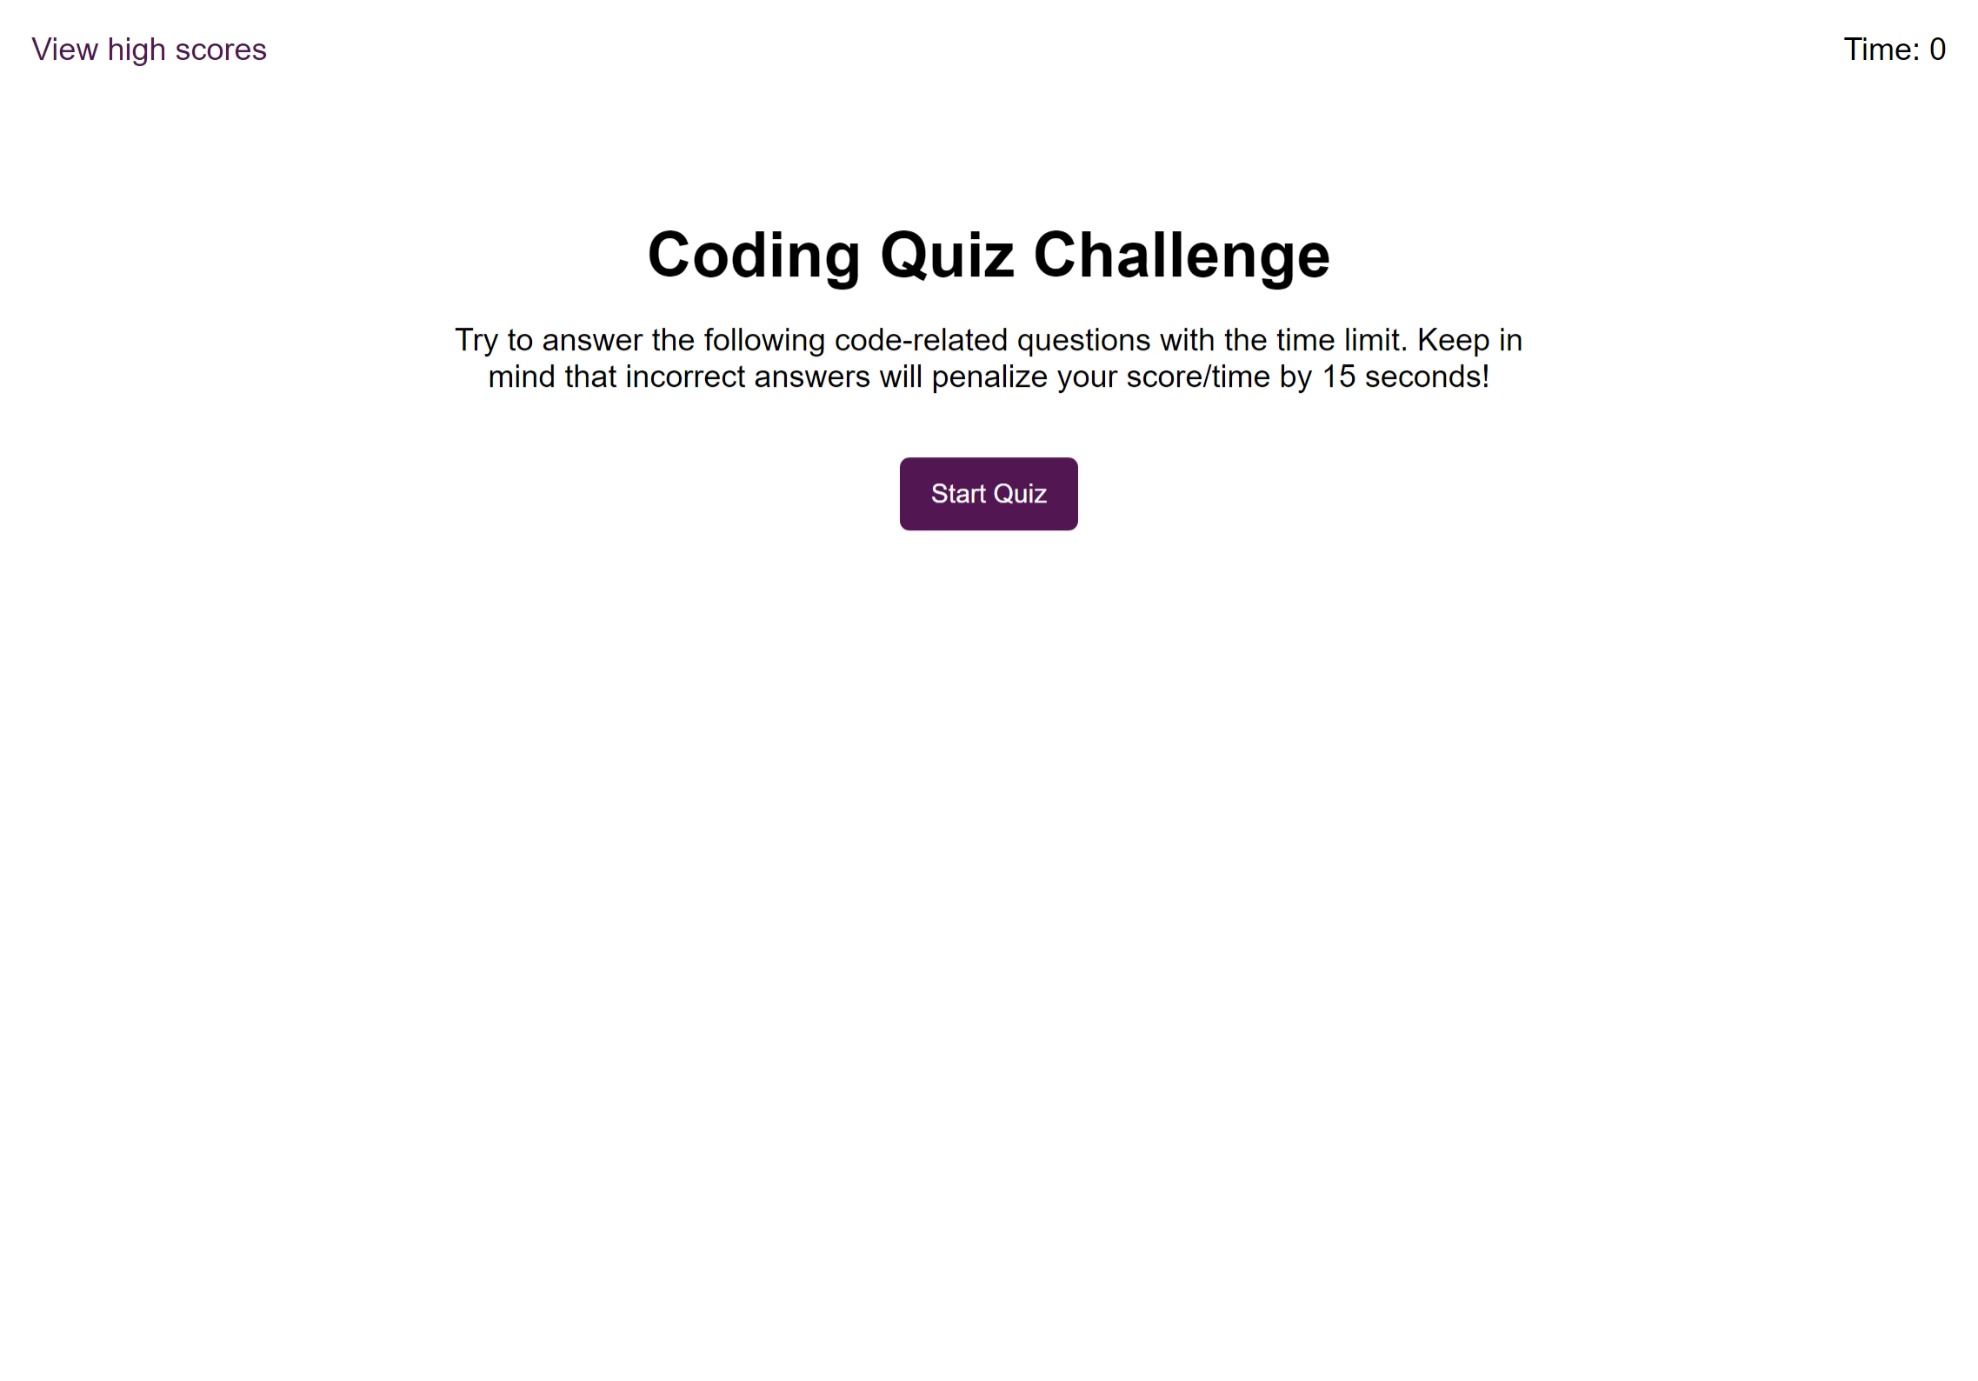 View high scores
Time: 0
Coding Quiz Challenge
Try to answer the following code-related questions with the time limit. Keep in
mind that incorrect answers will penalize your score/time by 15 seconds!
Start Quiz